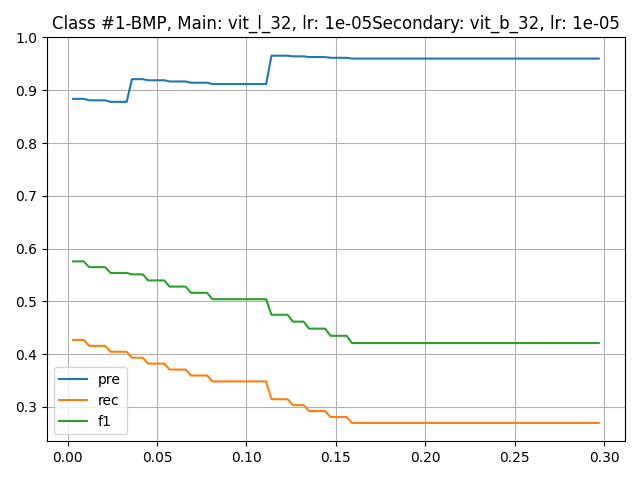 Class #1-BMP, Main: vit_l_32, lr: 1e-05Secondary: vit_b_32, lr: 1e-05
1.0
0.9
0.8
0.7
0.6
0.5
0.4
0.3
pre
rec
f1
0.00 0.05 0.10 0.15 0.20 0.25 0.30